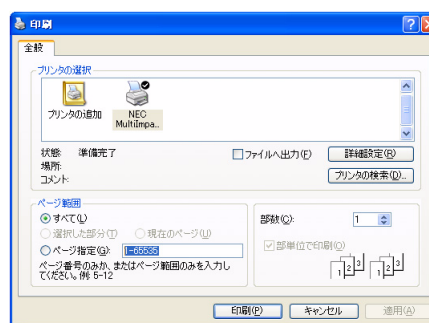 印刷
全般
プリンタの選択
プリンタの追加
NEC
MultiImpa...
状態: 準備完了
場所:
コメント:
ファイルへ出力(F)
詳細設定(R)
プリンタの検索(D)...
ページ範囲
すべて(L)
選択した部分(T)
現在のページ(U)
ページ指定(G):
1-65535
ページ番号のみか、またはページ範囲のみを入力し
てください。例: 5-12
部数(C):
1
部単位で印刷(O)
1 2 3
1 2 3
印刷(P)
キャンセル
適用(A)